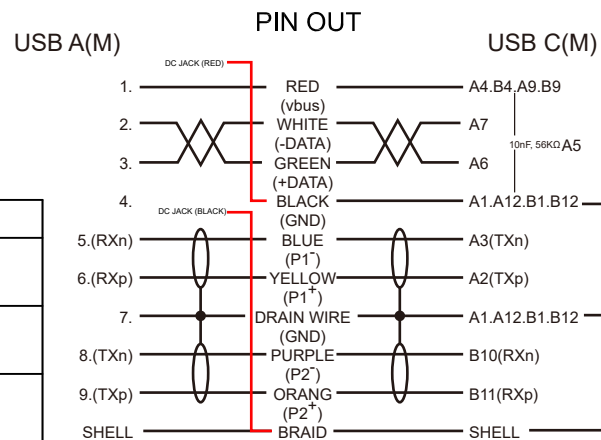 PIN OUT
USB A(M)
USB C(M)
DC JACK (RED)
1. RED A4.B4.A9.B9
(vbus)
2. WHITE A7
(-DATA)
10nF, 56KΩ A5
3. GREEN A6
(+DATA)
4. BLACK A1.A12.B1.B12
DC JACK (BLACK)
(GND)
5.(RXn) BLUE A3(TXn)
(P1-)
6.(RXp) YELLOW A2(TXp)
(P1+)
7. DRAIN WIRE A1.A12.B1.B12
(GND)
8.(TXn) PURPLE B10(RXn)
(P2-)
9.(TXp) ORANG B11(RXp)
(P2+)
SHELL BRAID SHELL